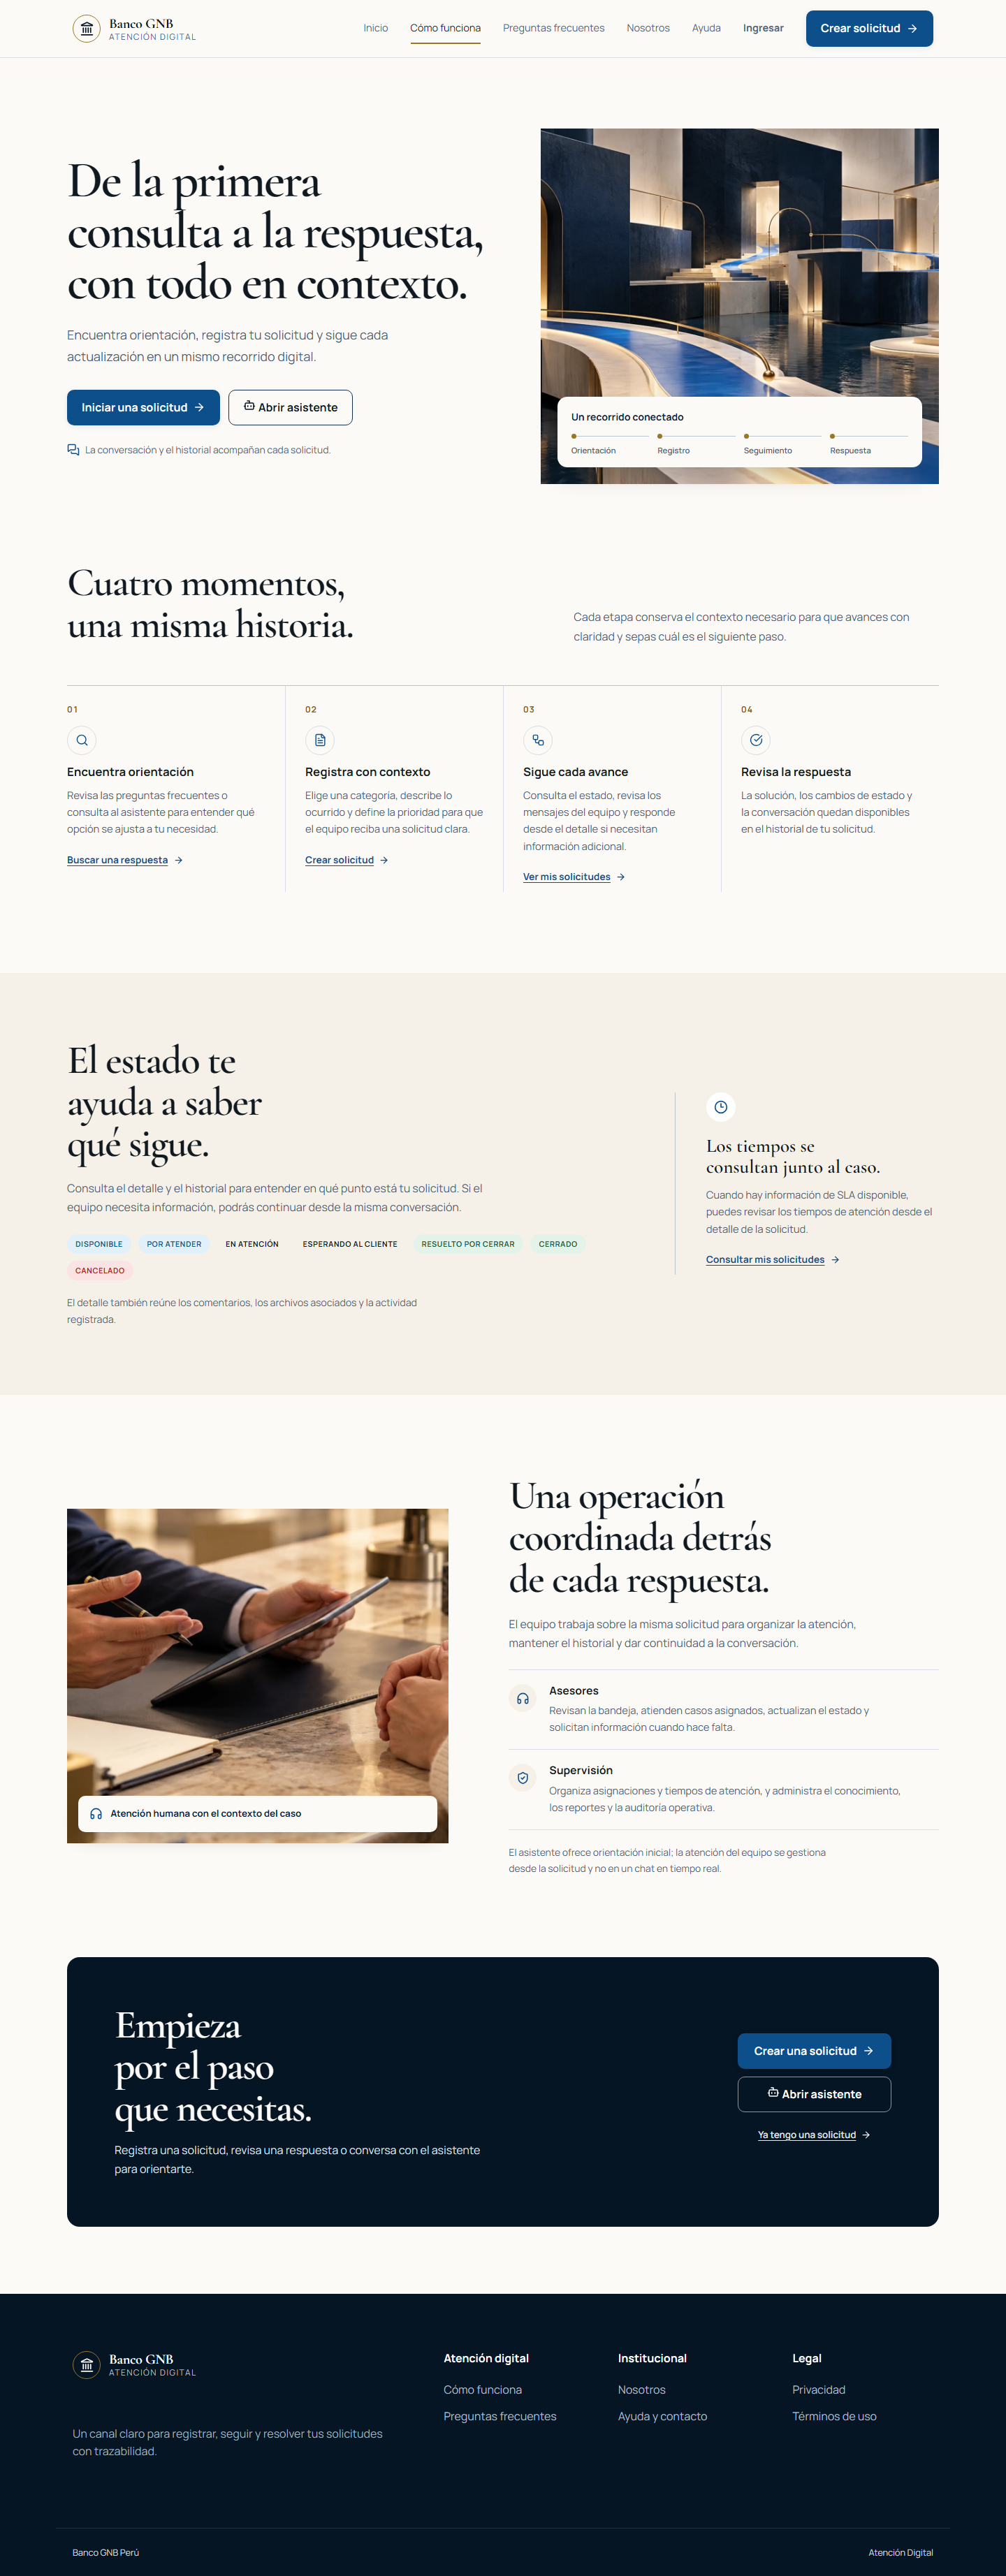 Banco GNB
ATENCIÓN DIGITAL
Inicio
Cómo funciona
Preguntas frecuentes
Nosotros
Ayuda
Ingresar
Crear solicitud
De la primera
consulta a la respuesta,
con todo en contexto.
Encuentra orientación, registra tu solicitud y sigue cada
actualización en un mismo recorrido digital.
Iniciar una solicitud
Abrir asistente
La conversación y el historial acompañan cada solicitud.
Un recorrido conectado
Orientación
Registro
Seguimiento
Respuesta
Cuatro momentos,
una misma historia.
Cada etapa conserva el contexto necesario para que avances con
claridad y sepas cuál es el siguiente paso.
01
Encuentra orientación
Revisa las preguntas frecuentes o
consulta al asistente para entender qué
opción se ajusta a tu necesidad.
Buscar una respuesta
02
Registra con contexto
Elige una categoría, describe lo
ocurrido y define la prioridad para que
el equipo reciba una solicitud clara.
Crear solicitud
03
Sigue cada avance
Consulta el estado, revisa los
mensajes del equipo y responde
desde el detalle si necesitan
información adicional.
Ver mis solicitudes
04
Revisa la respuesta
La solución, los cambios de estado y
la conversación quedan disponibles
en el historial de tu solicitud.
El estado te
ayuda a saber
qué sigue.
Consulta el detalle y el historial para entender en qué punto está tu solicitud. Si el
equipo necesita información, podrás continuar desde la misma conversación.
DISPONIBLE
POR ATENDER
EN ATENCIÓN
ESPERANDO AL CLIENTE
RESUELTO POR CERRAR
CERRADO
CANCELADO
El detalle también reúne los comentarios, los archivos asociados y la actividad
registrada.
Los tiempos se
consultan junto al caso.
Cuando hay información de SLA disponible,
puedes revisar los tiempos de atención desde el
detalle de la solicitud.
Consultar mis solicitudes
Atención humana con el contexto del caso
Una operación
coordinada detrás
de cada respuesta.
El equipo trabaja sobre la misma solicitud para organizar la atención,
mantener el historial y dar continuidad a la conversación.
Asesores
Revisan la bandeja, atienden casos asignados, actualizan el estado y
solicitan información cuando hace falta.
Supervisión
Organiza asignaciones y tiempos de atención, y administra el conocimiento,
los reportes y la auditoría operativa.
El asistente ofrece orientación inicial; la atención del equipo se gestiona
desde la solicitud y no en un chat en tiempo real.
Empieza
por el paso
que necesitas.
Registra una solicitud, revisa una respuesta o conversa con el asistente
para orientarte.
Crear una solicitud
Abrir asistente
Ya tengo una solicitud
Banco GNB
ATENCIÓN DIGITAL
Un canal claro para registrar, seguir y resolver tus solicitudes
con trazabilidad.
Atención digital
Cómo funciona
Preguntas frecuentes
Institucional
Nosotros
Ayuda y contacto
Legal
Privacidad
Términos de uso
Banco GNB Perú
Atención Digital